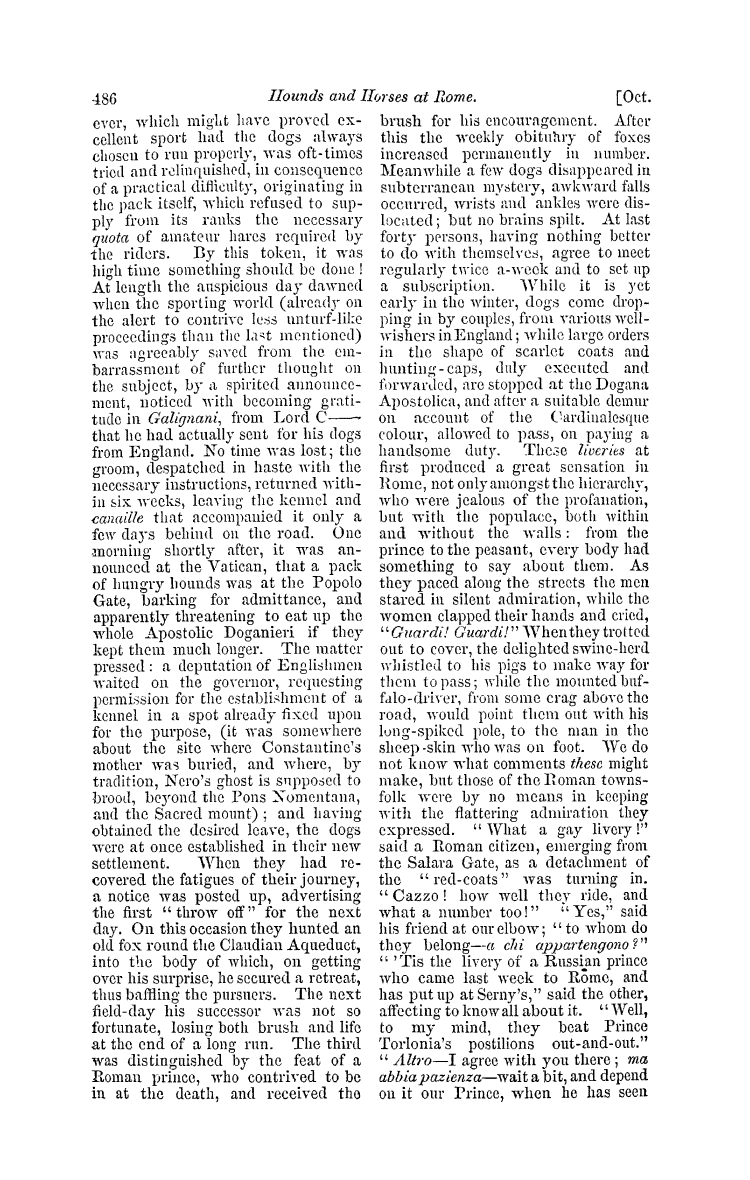 486 Hounds and Horses at Rome. [Oct.
ever, which might have proved ex-
cellent sport had the dogs always
chosen to run properly, was oft-times
tried and relinquished, in consequence
of a practical difficulty, originating in
the pack itself, which refused to sup-
ply from its ranks the necessary
quota of amateur hares required by
the riders. By this token, it was
high time something should be done!
At length the auspicious day dawned
when the sporting world (already on
the alert to contrive less unturf-like
proceedings than the last mentioned)
was agreeably saved from the em-
barrassment of further thought on
the subject, by a spirited announce-
ment, noticed with becoming grati-
tude in Galignani, from Lord C——
that he had actually sent for his dogs
from England. No time was lost; the
groom, despatched in haste with the
necessary instructions, returned with-
in six weeks, leaving the kennel and
canaille that accompanied it only a
few days behind on the road. One
morning shortly after, it was an-
nounced at the Vatican, that a pack
of hungry hounds was at the Popolo
Gate, barking for admittance, and
apparently threatening to eat up the
whole Apostolic Doganieri if they
kept them much longer. The matter
pressed: a deputation of Englishmen
waited on the governor, requesting
permission for the establishment of a
kennel in a spot already fixed upon
for the purpose, (it was somewhere
about the site where Constantine's
mother was buried, and where, by
tradition, Nero's ghost is supposed to
brood, beyond the Pons Nomentana,
and the Sacred mount); and having
obtained the desired leave, the dogs
were at once established in their new
settlement. When they had re-
covered the fatigues of their journey,
a notice was posted up, advertising
the first "throw off" for the next
day. On this occasion they hunted an
old fox round the Claudian Aqueduct,
into the body of which, on getting
over his surprise, he secured a retreat,
thus baffling the pursuers. The next
field-day his successor was not so
fortunate, losing both brush and life
at the end of a long run. The third
was distinguished by the feat of a
Roman prince, who contrived to be
in at the death, and received the
brush for his encouragement. After
this the weekly obituary of foxes
increased permanently in number.
Meanwhile a few dogs disappeared in
subterranean mystery, awkward falls
occurred, wrists and ankles were dis-
located; but no brains spilt. At last
forty persons, having nothing better
to do with themselves, agree to meet
regularly twice a-week and to set up
a subscription. While it is yet
early in the winter, dogs come drop-
ping in by couples, from various well-
wishers in England; while large orders
in the shape of scarlet coats and
hunting-caps, duly executed and
forwarded, are stopped at the Dogana
Apostolica, and after a suitable demur
on account of the Cardinalesque
colour, allowed to pass, on paying a
handsome duty. These liveries at
first produced a great sensation in
Rome, not only amongst the hierarchy,
who were jealous of the profanation,
but with the populace, both within
and without the walls: from the
prince to the peasant, every body had
something to say about them. As
they paced along the streets the men
stared in silent admiration, while the
women clapped their hands and cried,
"Guardi! Guardi!" When they trotted
out to cover, the delighted swine-herd
whistled to his pigs to make way for
them to pass; while the mounted buf-
falo-driver, from some crag above the
road, would point them out with his
long-spiked pole, to the man in the
sheep-skin who was on foot. We do
not know what comments these might
make, but those of the Roman towns-
folk were by no means in keeping
with the flattering admiration they
expressed. "What a gay livery!"
said a Roman citizen, emerging from
the Salara Gate, as a detachment of
the "red-coats" was turning in.
"Cazzo! how well they ride, and
what a number too!" "Yes," said
his friend at our elbow; "to whom do
they belong—a chi appartengono?"
"'Tis the livery of a Russian prince
who came last week to Rome, and
has put up at Serny's," said the other,
affecting to know all about it. "Well,
to my mind, they beat Prince
Torlonia's postilions out-and-out."
"Altro—I agree with you there; ma
abbia pazienza—wait a bit, and depend
on it our Prince, when he has seen